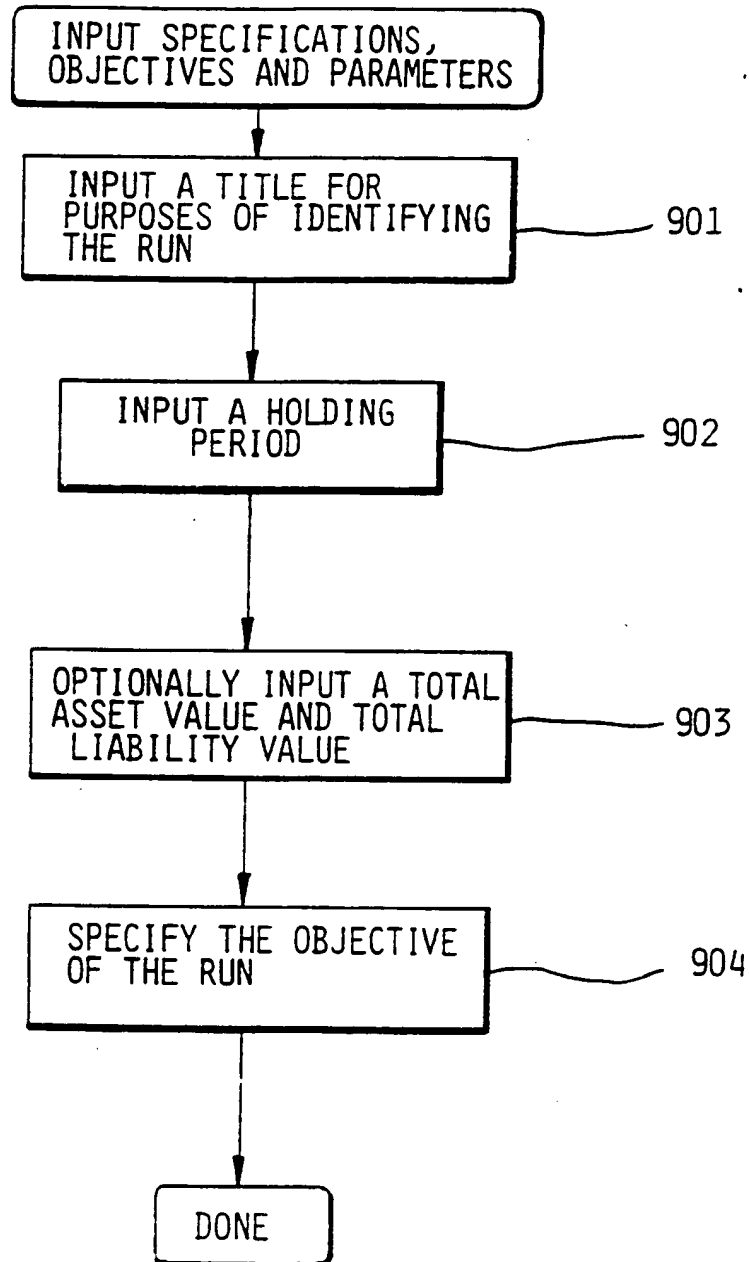 INPUT SPECIFICATIONS,
OBJECTIVES AND PARAMETERS
INPUT A TITLE FOR
PURPOSES OF IDENTIFYING
THE RUN
901
INPUT A HOLDING
PERIOD
902
OPTIONALLY INPUT A TOTAL
ASSET VALUE AND TOTAL
LIABILITY VALUE
903
SPECIFY THE OBJECTIVE
OF THE RUN
904
DONE